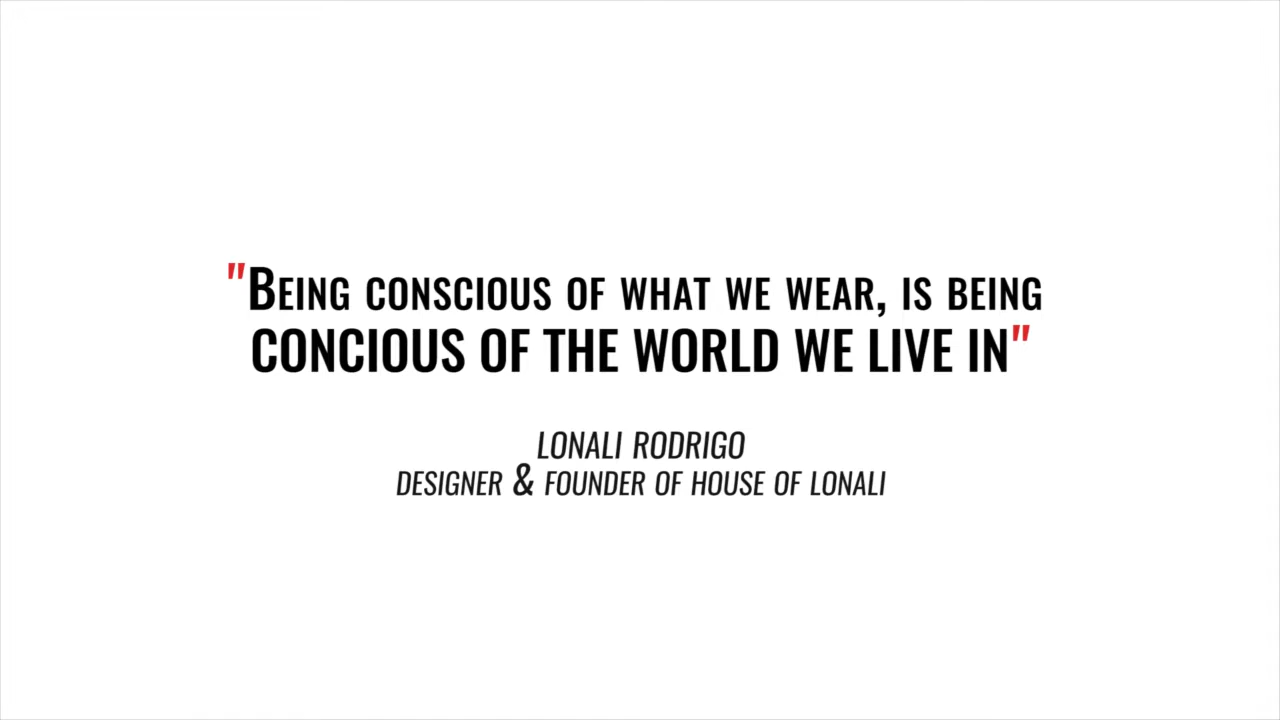 "Being conscious of what we wear, is being
CONCIOUS OF THE WORLD WE LIVE IN"
LONALI RODRIGO
DESIGNER & FOUNDER OF HOUSE OF LONALI